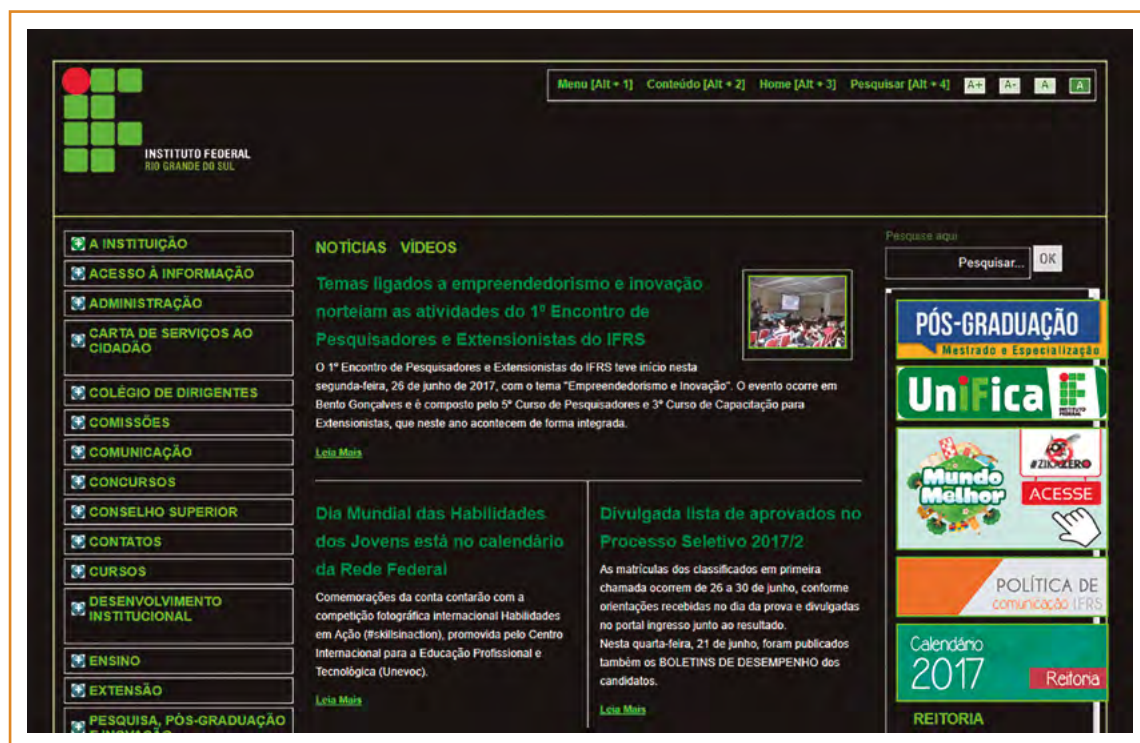 Menu [Alt + 1] Conteúdo [Alt + 2] Home [Alt + 3] Pesquisar [Alt + 4] A+ A- A A
INSTITUTO FEDERAL
RIO GRANDE DO SUL
A INSTITUIÇÃO
ACESSO À INFORMAÇÃO
ADMINISTRAÇÃO
CARTA DE SERVIÇOS AO
CIDADÃO
COLÉGIO DE DIRIGENTES
COMISSÕES
COMUNICAÇÃO
CONCURSOS
CONSELHO SUPERIOR
CONTATOS
CURSOS
DESENVOLVIMENTO
INSTITUCIONAL
ENSINO
EXTENSÃO
PESQUISA, PÓS-GRADUAÇÃO
E INOVAÇÃO
NOTÍCIAS VÍDEOS
Temas ligados a empreendedorismo e inovação
norteiam as atividades do 1º Encontro de
Pesquisadores e Extensionistas do IFRS
O 1º Encontro de Pesquisadores e Extensionistas do IFRS teve início nesta
segunda-feira, 26 de junho de 2017, com o tema "Empreendedorismo e Inovação". O evento ocorre em
Bento Gonçalves e é composto pelo 5º Curso de Pesquisadores e 3º Curso de Capacitação para
Extensionistas, que neste ano acontecem de forma integrada.
Leia Mais
Dia Mundial das Habilidades
dos Jovens está no calendário
da Rede Federal
Comemorações da conta contarão com a
competição fotográfica internacional Habilidades
em Ação (#skillsinaction), promovida pelo Centro
Internacional para a Educação Profissional e
Tecnológica (Unevoc).
Leia Mais
Divulgada lista de aprovados no
Processo Seletivo 2017/2
As matrículas dos classificados em primeira
chamada ocorrem de 26 a 30 de junho, conforme
orientações recebidas no dia da prova e divulgadas
no portal ingresso junto ao resultado.
Nesta quarta-feira, 21 de junho, foram publicados
também os BOLETINS DE DESEMPENHO dos
candidatos.
Leia Mais
Pesquise aqui
Pesquisar... OK
PÓS-GRADUAÇÃO
Mestrado e Especialização
UniFica
INSTITUTO
FEDERAL
Mundo
Melhor
#ZIKAZERO
ACESSE
POLÍTICA DE
comunicação IFRS
Calendário
2017
Reitoria
REITORIA